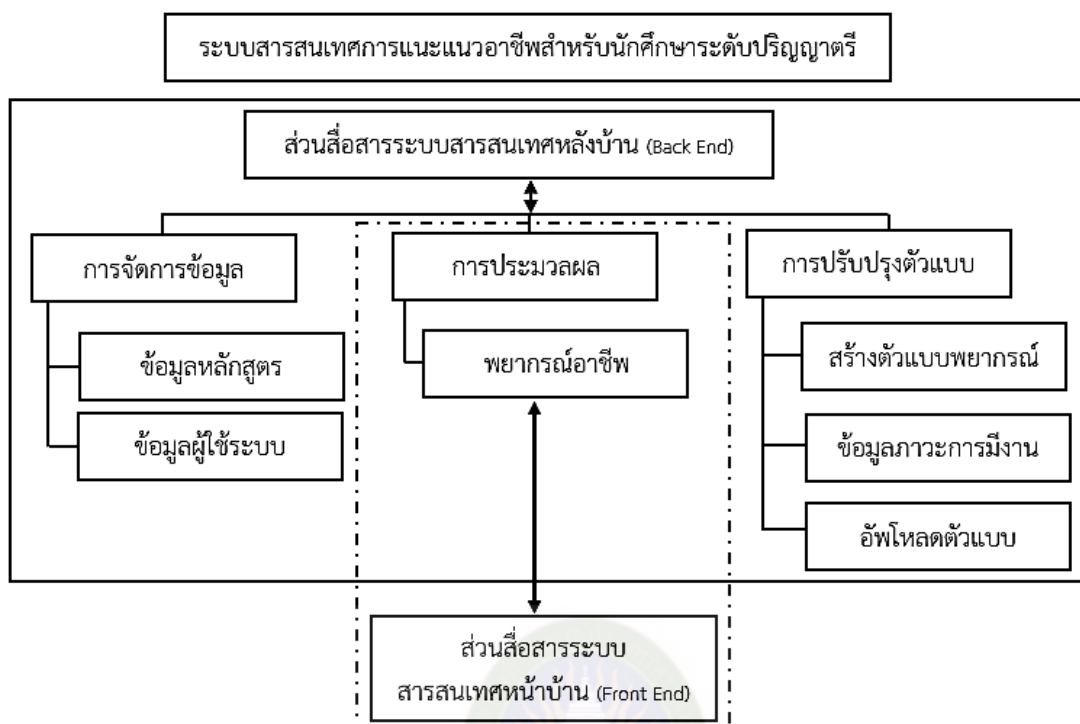 ระบบสารสนเทศการแนะแนวอาชีพสำหรับนักศึกษาระดับปริญญาตรี
ส่วนสื่อสารระบบสารสนเทศหลังบ้าน (Back End)
การจัดการข้อมูล
ข้อมูลหลักสูตร
ข้อมูลผู้ใช้ระบบ
การประมวลผล
พยากรณ์อาชีพ
การปรับปรุงตัวแบบ
สร้างตัวแบบพยากรณ์
ข้อมูลภาวะการมีงาน
อัพโหลดตัวแบบ
ส่วนสื่อสารระบบ
สารสนเทศหน้าบ้าน (Front End)